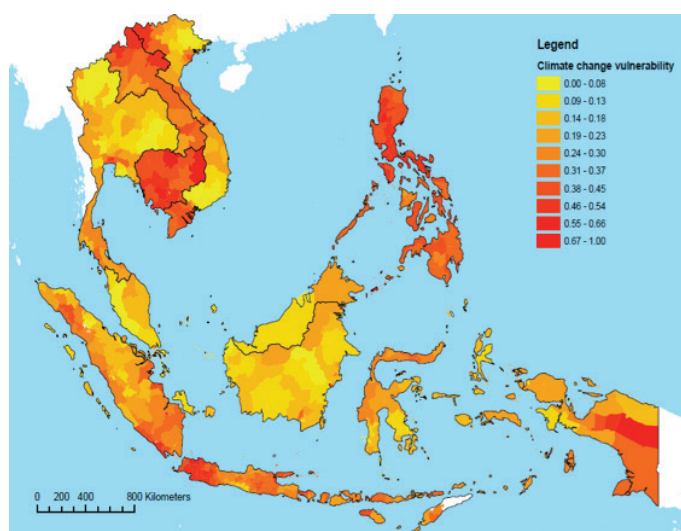 Legend
Climate change vulnerability
0.00 - 0.08
0.09 - 0.13
0.14 - 0.18
0.19 - 0.23
0.24 - 0.30
0.31 - 0.37
0.38 - 0.45
0.46 - 0.54
0.55 - 0.66
0.67 - 1.00
0 200 400 800 Kilometers